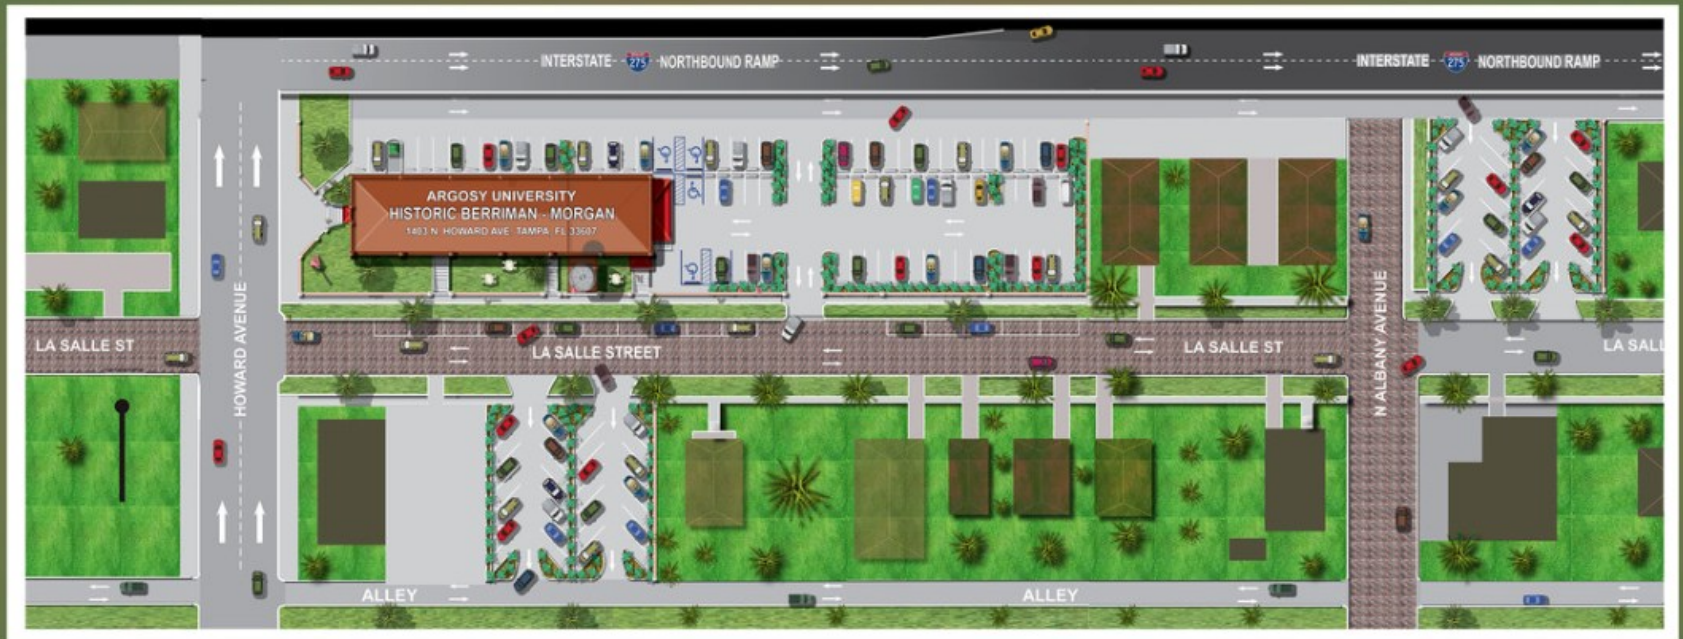 INTERSTATE 275 NORTHBOUND RAMP
INTERSTATE 275 NORTHBOUND RAMP
ARGOSY UNIVERSITY
HISTORIC BERRIMAN - MORGAN
1403 N. HOWARD AVE. TAMPA, FL 33607
HOWARD AVENUE
N ALBANY AVENUE
LA SALLE ST
LA SALLE STREET
LA SALLE ST
LA SALL
ALLEY
ALLEY